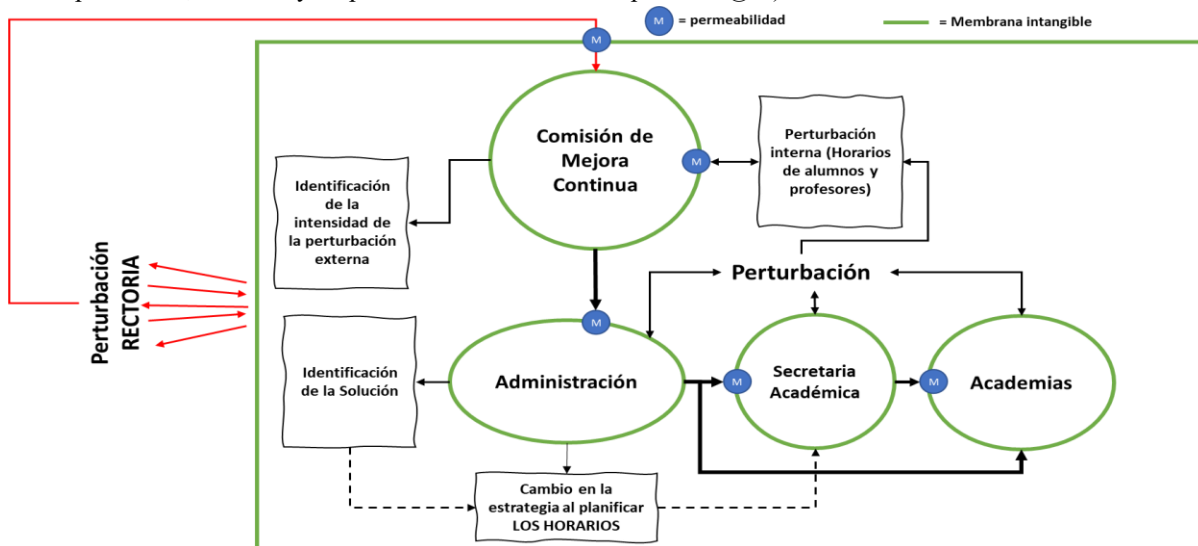 M
= permeabilidad
= Membrana intangible
M
Comisión de
Mejora
Continua
M
Perturbación
interna (Horarios
de alumnos y
profesores)
Identificación
de la
intensidad de
la perturbación
externa
Perturbación
RECTORIA
Perturbación
M
Identificación
de la Solución
Administración
M
Secretaria
Académica
M
Academias
Cambio en la
estrategia al planificar
LOS HORARIOS